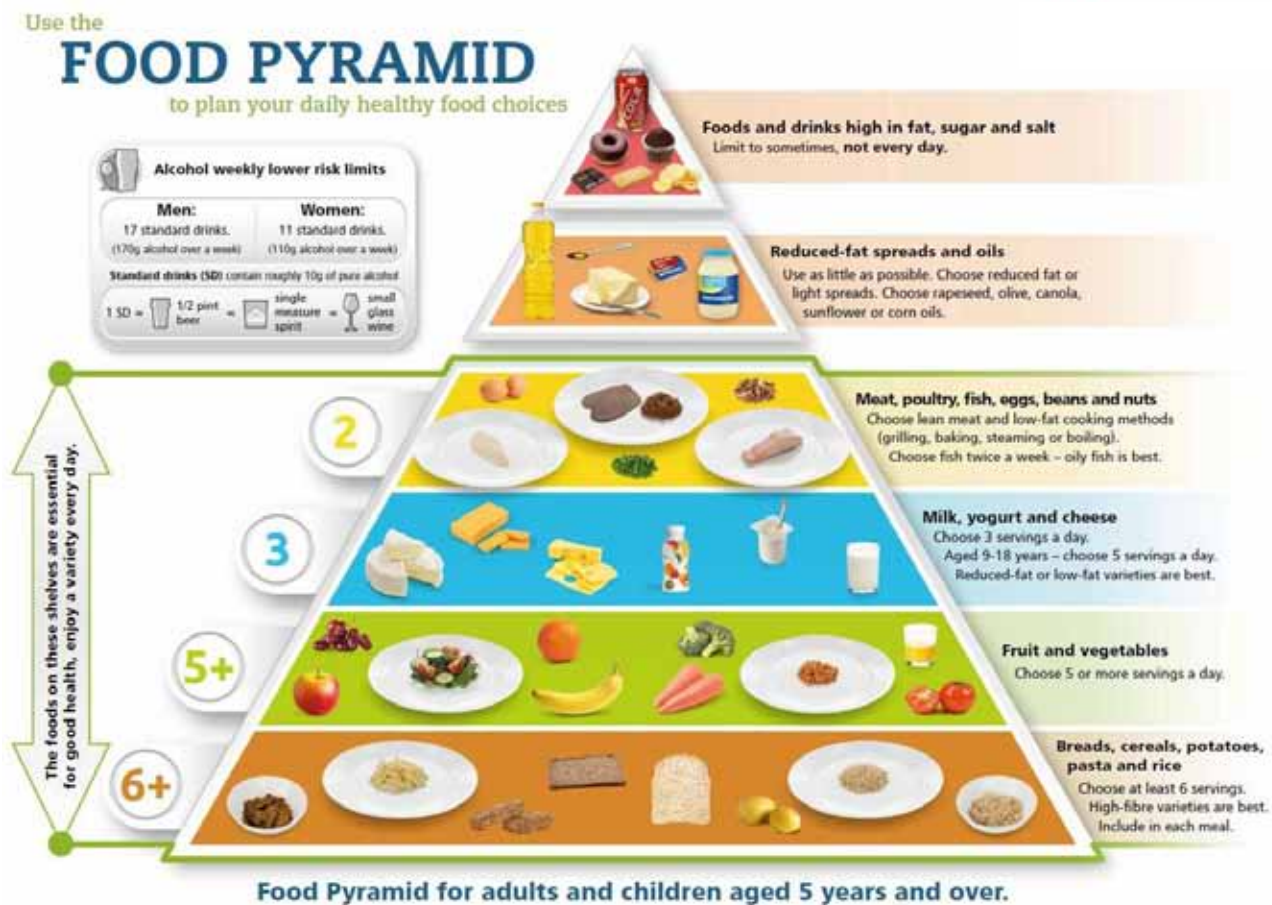 Use the
FOOD PYRAMID
to plan your daily healthy food choices
Alcohol weekly lower risk limits
Men:
17 standard drinks.
(170g alcohol over a week)
Women:
11 standard drinks.
(110g alcohol over a week)
Standard drinks (SD) contain roughly 10g of pure alcohol
1 SD =
1/2 pint
beer
=
single
measure
spirit
=
small
glass
wine
COLA
Foods and drinks high in fat, sugar and salt
Limit to sometimes, not every day.
Reduced-fat spreads and oils
Use as little as possible. Choose reduced fat or
light spreads. Choose rapeseed, olive, canola,
sunflower or corn oils.
The foods on these shelves are essential
for good health, enjoy a variety every day.
2
Meat, poultry, fish, eggs, beans and nuts
Choose lean meat and low-fat cooking methods
(grilling, baking, steaming or boiling).
Choose fish twice a week – oily fish is best.
3
Milk, yogurt and cheese
Choose 3 servings a day.
Aged 9-18 years – choose 5 servings a day.
Reduced-fat or low-fat varieties are best.
5+
Fruit and vegetables
Choose 5 or more servings a day.
6+
Breads, cereals, potatoes,
pasta and rice
Choose at least 6 servings.
High-fibre varieties are best.
Include in each meal.
Food Pyramid for adults and children aged 5 years and over.